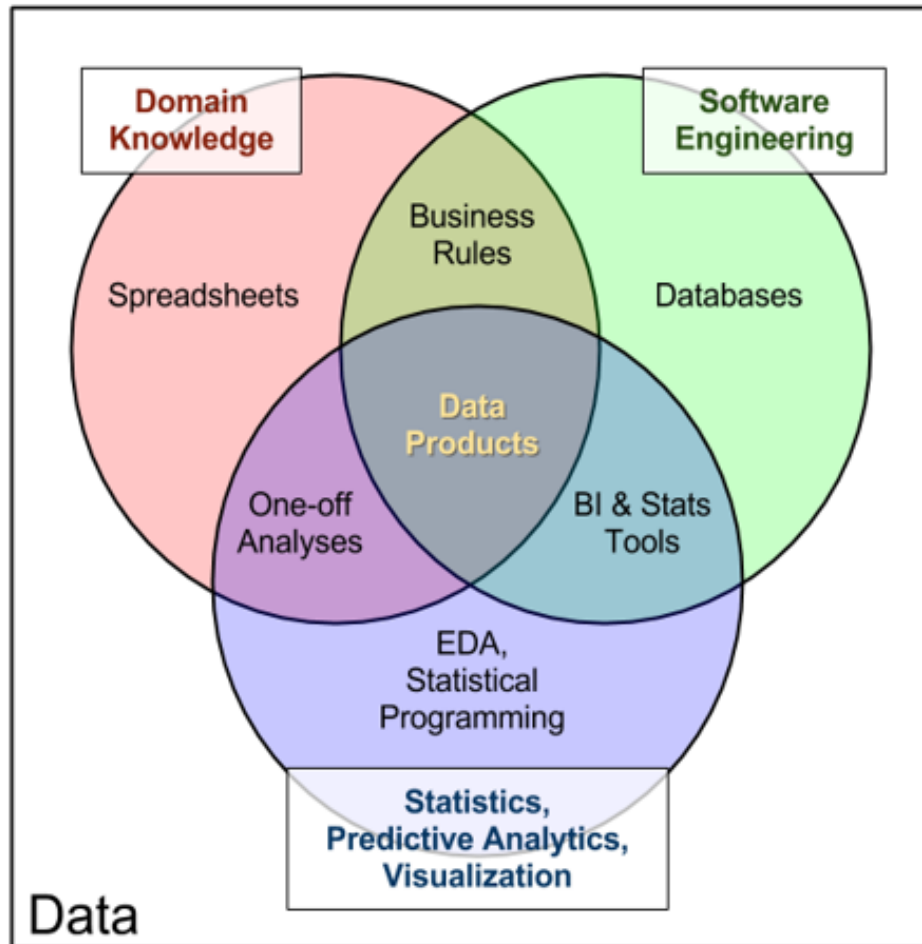 Domain
Knowledge
Software
Engineering
Business
Rules
Spreadsheets
Databases
Data
Products
One-off
Analyses
BI & Stats
Tools
EDA,
Statistical
Programming
Statistics,
Predictive Analytics,
Visualization
Data